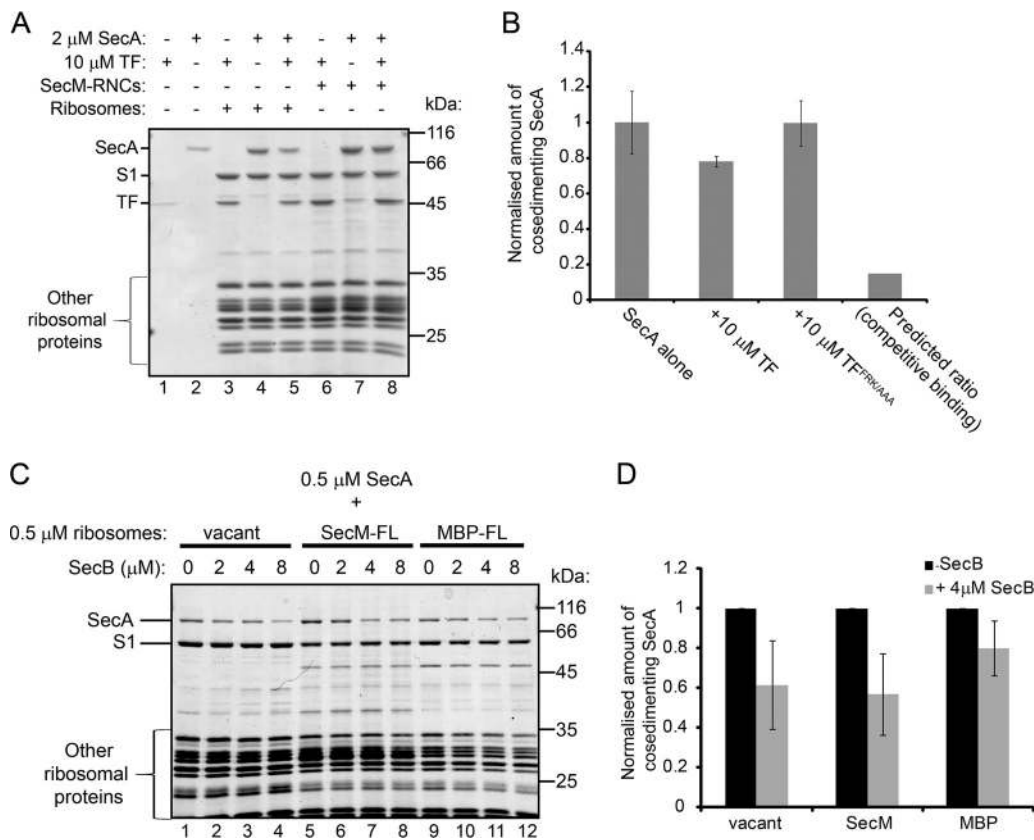 A
2 μM SecA: - + - + + - + +
10 μM TF: + - + - + + - +
SecM-RNCs: - - - - - + + +
Ribosomes: - - + + + - - -
kDa:
SecA
S1
TF
Other
ribosomal
proteins
116
66
45
35
25
1 2 3 4 5 6 7 8
B
Normalised amount of
cosedimenting SecA
1.4
1.2
1
0.8
0.6
0.4
0.2
0
SecA alone
+10 μM TF
+10 μM TFFRK/AAA
Predicted ratio
(competitive binding)
C
0.5 μM SecA
+
0.5 μM ribosomes: vacant SecM-FL MBP-FL
SecB (μM): 0 2 4 8 0 2 4 8 0 2 4 8
kDa:
SecA
S1
Other
ribosomal
proteins
116
66
45
35
25
1 2 3 4 5 6 7 8 9 10 11 12
D
-SecB
+ 4μM SecB
Normalised amount of
cosedimenting SecA
1.2
1
0.8
0.6
0.4
0.2
0
vacant SecM MBP